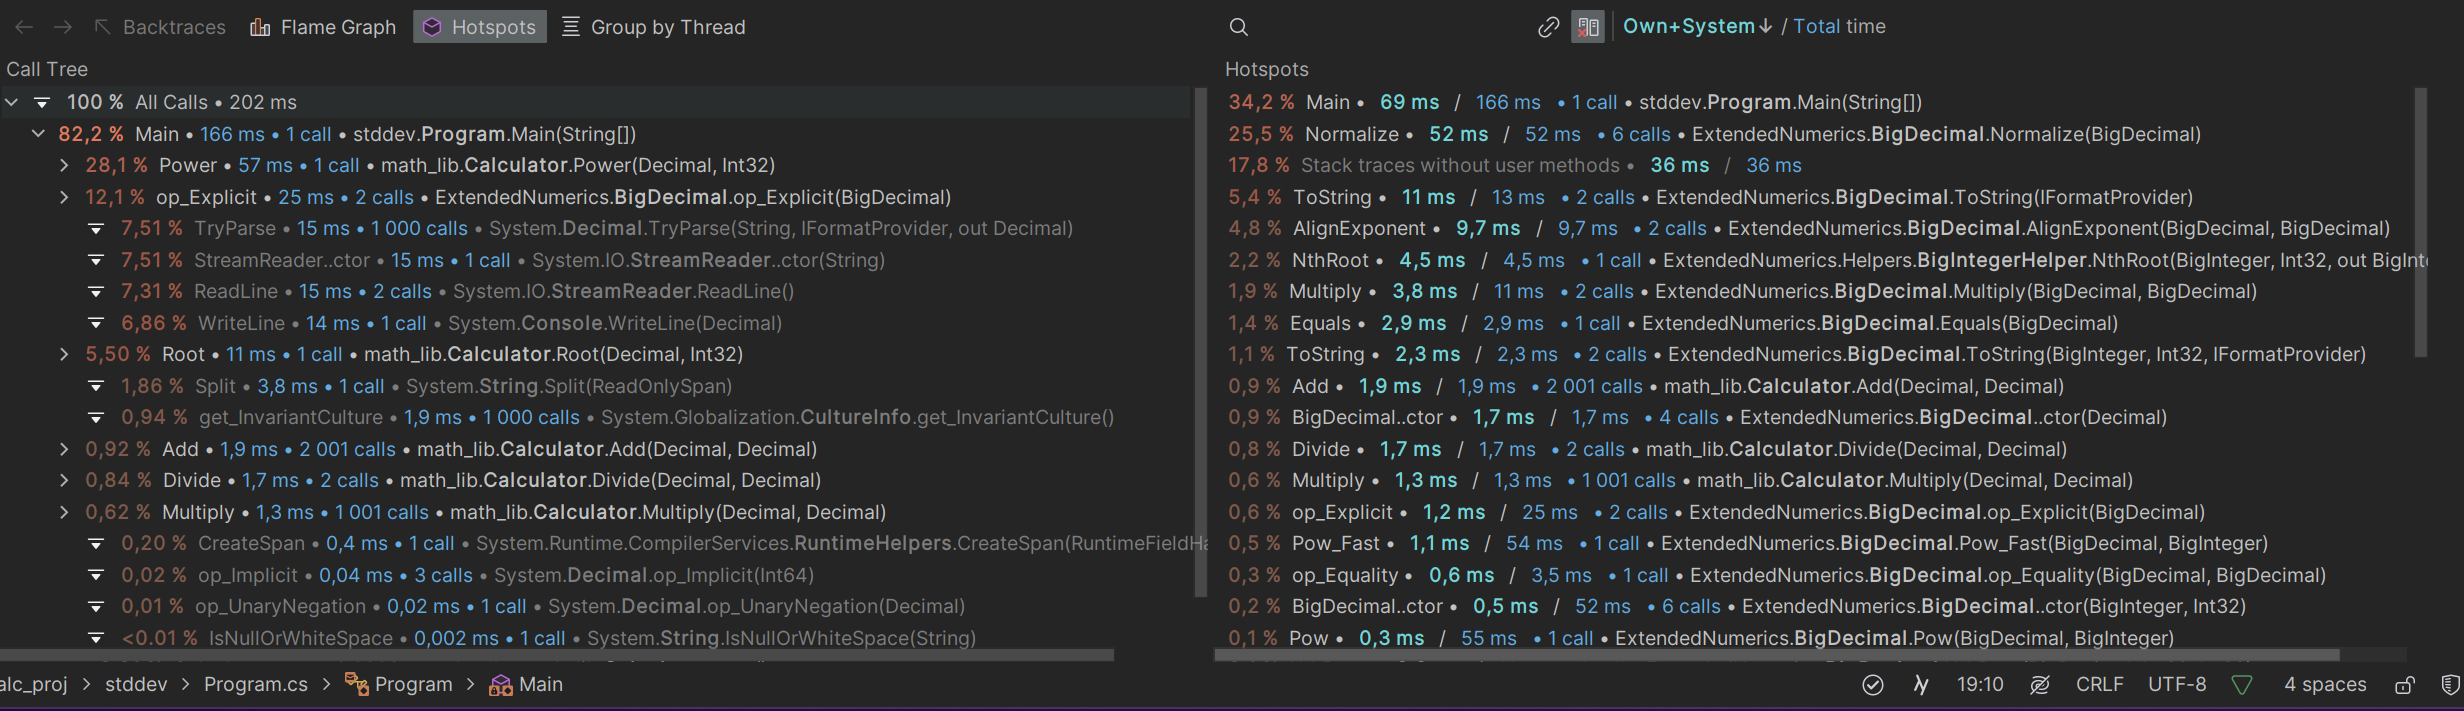 Backtraces Flame Graph Hotspots Group by Thread
Own+System↓ / Total time
Call Tree
100 % All Calls • 202 ms
82,2 % Main • 166 ms • 1 call • stddev.Program.Main(String[])
28,1 % Power • 57 ms • 1 call • math_lib.Calculator.Power(Decimal, Int32)
12,1 % op_Explicit • 25 ms • 2 calls • ExtendedNumerics.BigDecimal.op_Explicit(BigDecimal)
7,51 % TryParse • 15 ms • 1 000 calls • System.Decimal.TryParse(String, IFormatProvider, out Decimal)
7,51 % StreamReader..ctor • 15 ms • 1 call • System.IO.StreamReader..ctor(String)
7,31 % ReadLine • 15 ms • 2 calls • System.IO.StreamReader.ReadLine()
6,86 % WriteLine • 14 ms • 1 call • System.Console.WriteLine(Decimal)
5,50 % Root • 11 ms • 1 call • math_lib.Calculator.Root(Decimal, Int32)
1,86 % Split • 3,8 ms • 1 call • System.String.Split(ReadOnlySpan)
0,94 % get_InvariantCulture • 1,9 ms • 1 000 calls • System.Globalization.CultureInfo.get_InvariantCulture()
0,92 % Add • 1,9 ms • 2 001 calls • math_lib.Calculator.Add(Decimal, Decimal)
0,84 % Divide • 1,7 ms • 2 calls • math_lib.Calculator.Divide(Decimal, Decimal)
0,62 % Multiply • 1,3 ms • 1 001 calls • math_lib.Calculator.Multiply(Decimal, Decimal)
0,20 % CreateSpan • 0,4 ms • 1 call • System.Runtime.CompilerServices.RuntimeHelpers.CreateSpan(RuntimeFieldHa
0,02 % op_Implicit • 0,04 ms • 3 calls • System.Decimal.op_Implicit(Int64)
0,01 % op_UnaryNegation • 0,02 ms • 1 call • System.Decimal.op_UnaryNegation(Decimal)
<0.01 % IsNullOrWhiteSpace • 0,002 ms • 1 call • System.String.IsNullOrWhiteSpace(String)
Hotspots
34,2 % Main • 69 ms / 166 ms • 1 call • stddev.Program.Main(String[])
25,5 % Normalize • 52 ms / 52 ms • 6 calls • ExtendedNumerics.BigDecimal.Normalize(BigDecimal)
17,8 % Stack traces without user methods • 36 ms / 36 ms
5,4 % ToString • 11 ms / 13 ms • 2 calls • ExtendedNumerics.BigDecimal.ToString(IFormatProvider)
4,8 % AlignExponent • 9,7 ms / 9,7 ms • 2 calls • ExtendedNumerics.BigDecimal.AlignExponent(BigDecimal, BigDecimal)
2,2 % NthRoot • 4,5 ms / 4,5 ms • 1 call • ExtendedNumerics.Helpers.BigIntegerHelper.NthRoot(BigInteger, Int32, out BigInt
1,9 % Multiply • 3,8 ms / 11 ms • 2 calls • ExtendedNumerics.BigDecimal.Multiply(BigDecimal, BigDecimal)
1,4 % Equals • 2,9 ms / 2,9 ms • 1 call • ExtendedNumerics.BigDecimal.Equals(BigDecimal)
1,1 % ToString • 2,3 ms / 2,3 ms • 2 calls • ExtendedNumerics.BigDecimal.ToString(BigInteger, Int32, IFormatProvider)
0,9 % Add • 1,9 ms / 1,9 ms • 2 001 calls • math_lib.Calculator.Add(Decimal, Decimal)
0,9 % BigDecimal..ctor • 1,7 ms / 1,7 ms • 4 calls • ExtendedNumerics.BigDecimal..ctor(Decimal)
0,8 % Divide • 1,7 ms / 1,7 ms • 2 calls • math_lib.Calculator.Divide(Decimal, Decimal)
0,6 % Multiply • 1,3 ms / 1,3 ms • 1 001 calls • math_lib.Calculator.Multiply(Decimal, Decimal)
0,6 % op_Explicit • 1,2 ms / 25 ms • 2 calls • ExtendedNumerics.BigDecimal.op_Explicit(BigDecimal)
0,5 % Pow_Fast • 1,1 ms / 54 ms • 1 call • ExtendedNumerics.BigDecimal.Pow_Fast(BigDecimal, BigInteger)
0,3 % op_Equality • 0,6 ms / 3,5 ms • 1 call • ExtendedNumerics.BigDecimal.op_Equality(BigDecimal, BigDecimal)
0,2 % BigDecimal..ctor • 0,5 ms / 52 ms • 6 calls • ExtendedNumerics.BigDecimal..ctor(BigInteger, Int32)
0,1 % Pow • 0,3 ms / 55 ms • 1 call • ExtendedNumerics.BigDecimal.Pow(BigDecimal, BigInteger)
alc_proj > stddev > Program.cs > Program > Main
19:10 CRLF UTF-8 4 spaces